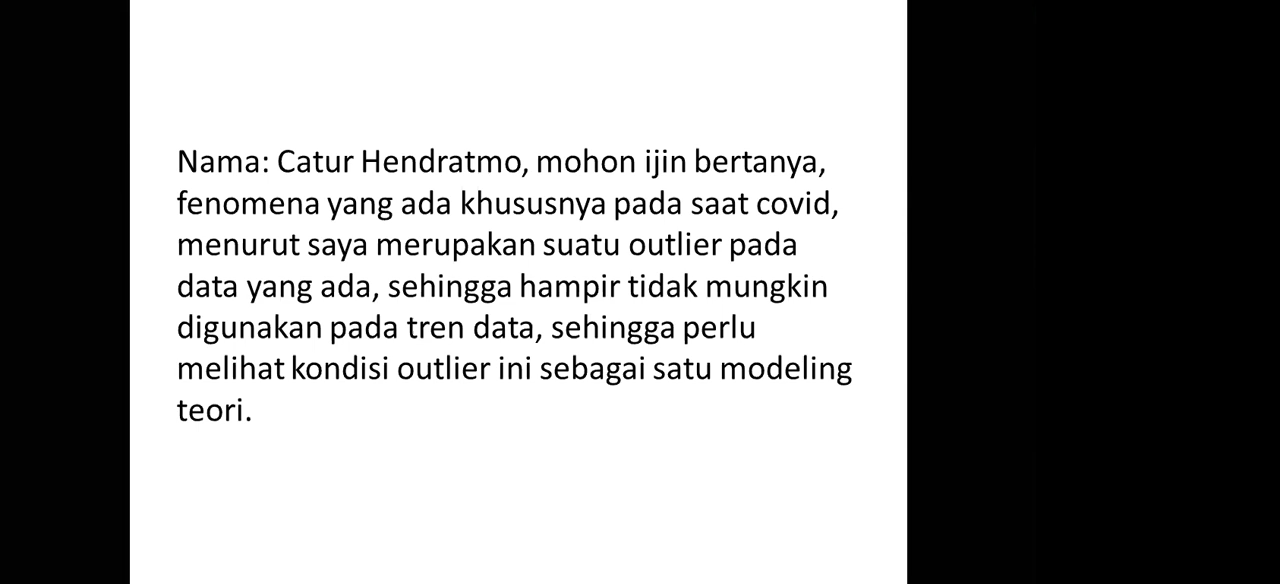 Nama: Catur Hendratmo, mohon ijin bertanya,
fenomena yang ada khususnya pada saat covid,
menurut saya merupakan suatu outlier pada
data yang ada, sehingga hampir tidak mungkin
digunakan pada tren data, sehingga perlu
melihat kondisi outlier ini sebagai satu modeling
teori.